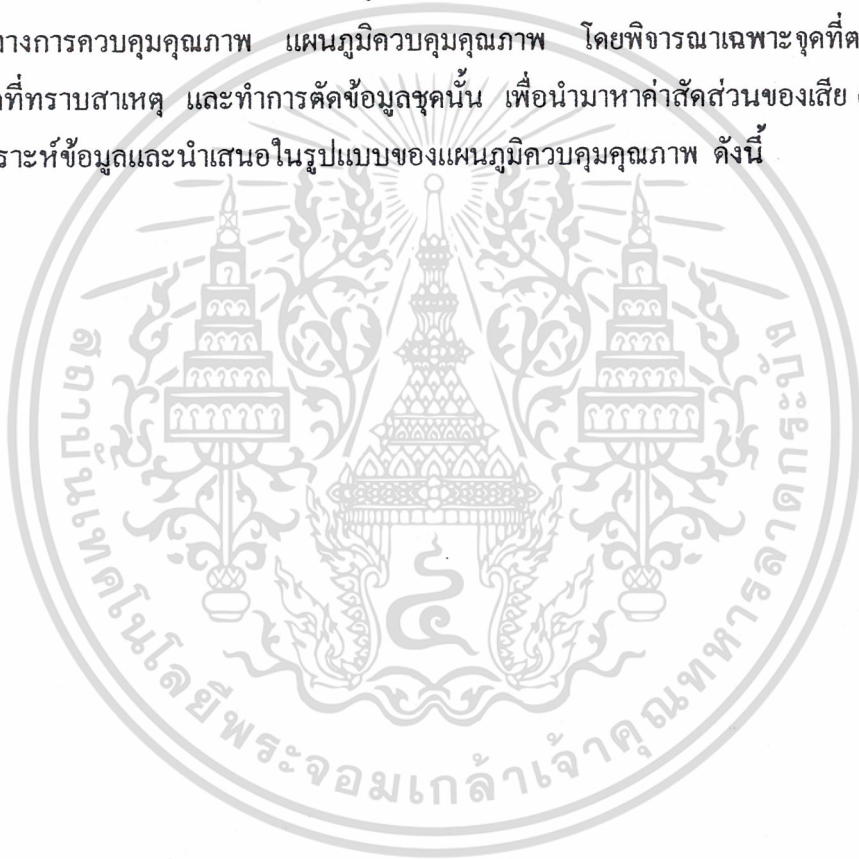 ทางการควบคุมคุณภาพ แผนภูมิควบคุมคุณภาพ โดยพิจารณาเฉพาะจุดที่ต
ที่ทราบสาเหตุ และทำการตัดข้อมูลชุดนั้น เพื่อนำมาหาค่าสัดส่วนของเสีย
ราะห์ข้อมูลและนำเสนอในรูปแบบของแผนภูมิควบคุมคุณภาพ ดังนี้
สถาบันเทคโนโลยีพระจอมเกล้าเจ้าคุณทหารลาดกระบัง